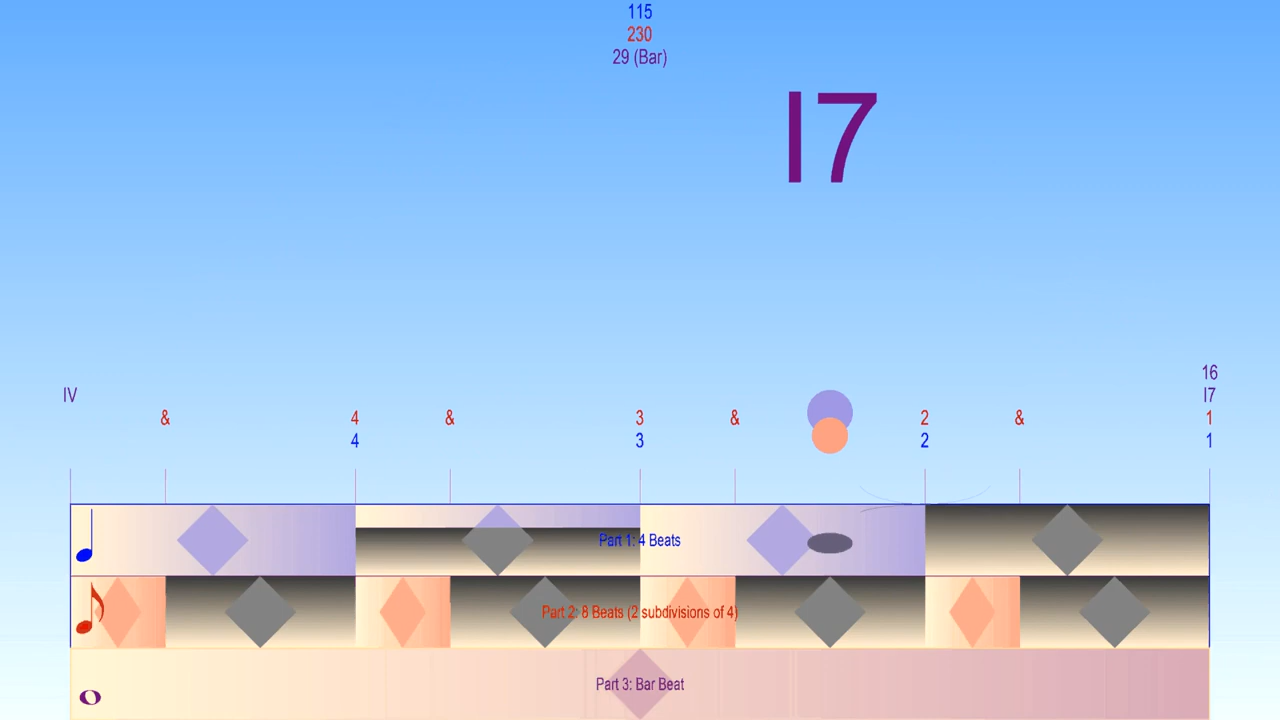 115
230
29 (Bar)
I7
16
IV I7
& 4 & 3 & 2 & 1
4 3 2 1
Part 1: 4 Beats
Part 2: 8 Beats (2 subdivisions of 4)
Part 3: Bar Beat